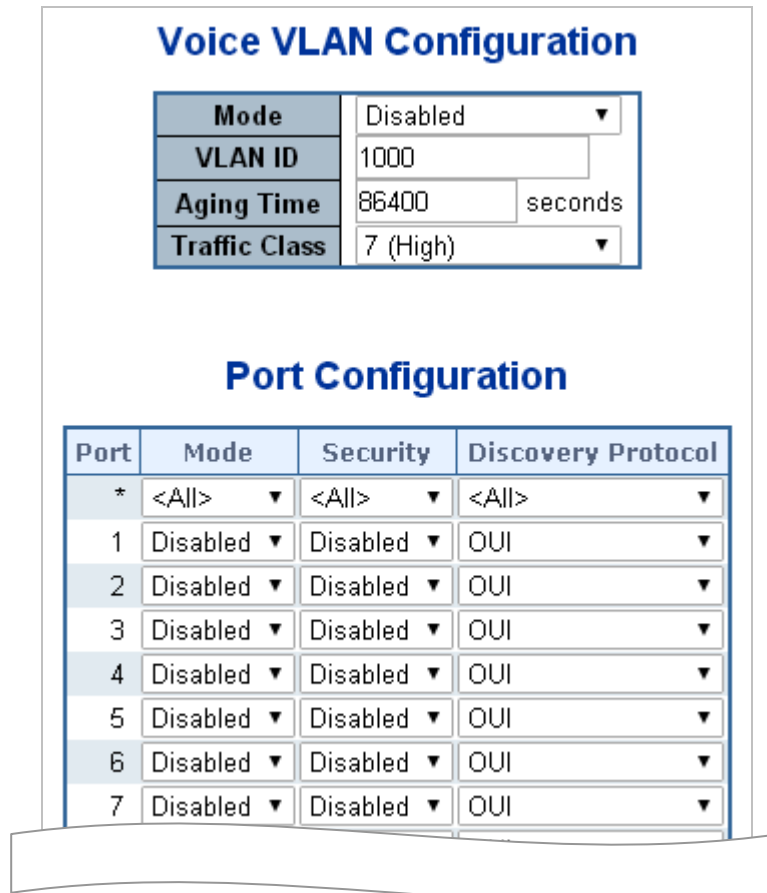 Voice VLAN Configuration
Mode Disabled
VLAN ID 1000
Aging Time 86400 seconds
Traffic Class 7 (High)
Port Configuration
Port Mode Security Discovery Protocol
* <All> <All> <All>
1 Disabled Disabled OUI
2 Disabled Disabled OUI
3 Disabled Disabled OUI
4 Disabled Disabled OUI
5 Disabled Disabled OUI
6 Disabled Disabled OUI
7 Disabled Disabled OUI